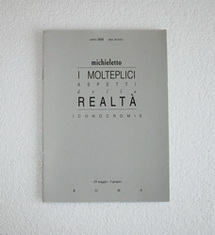 michieletto
I MOLTEPLICI
ASPETTI
della
REALTÀ
ICONOCROMIE
ROMA